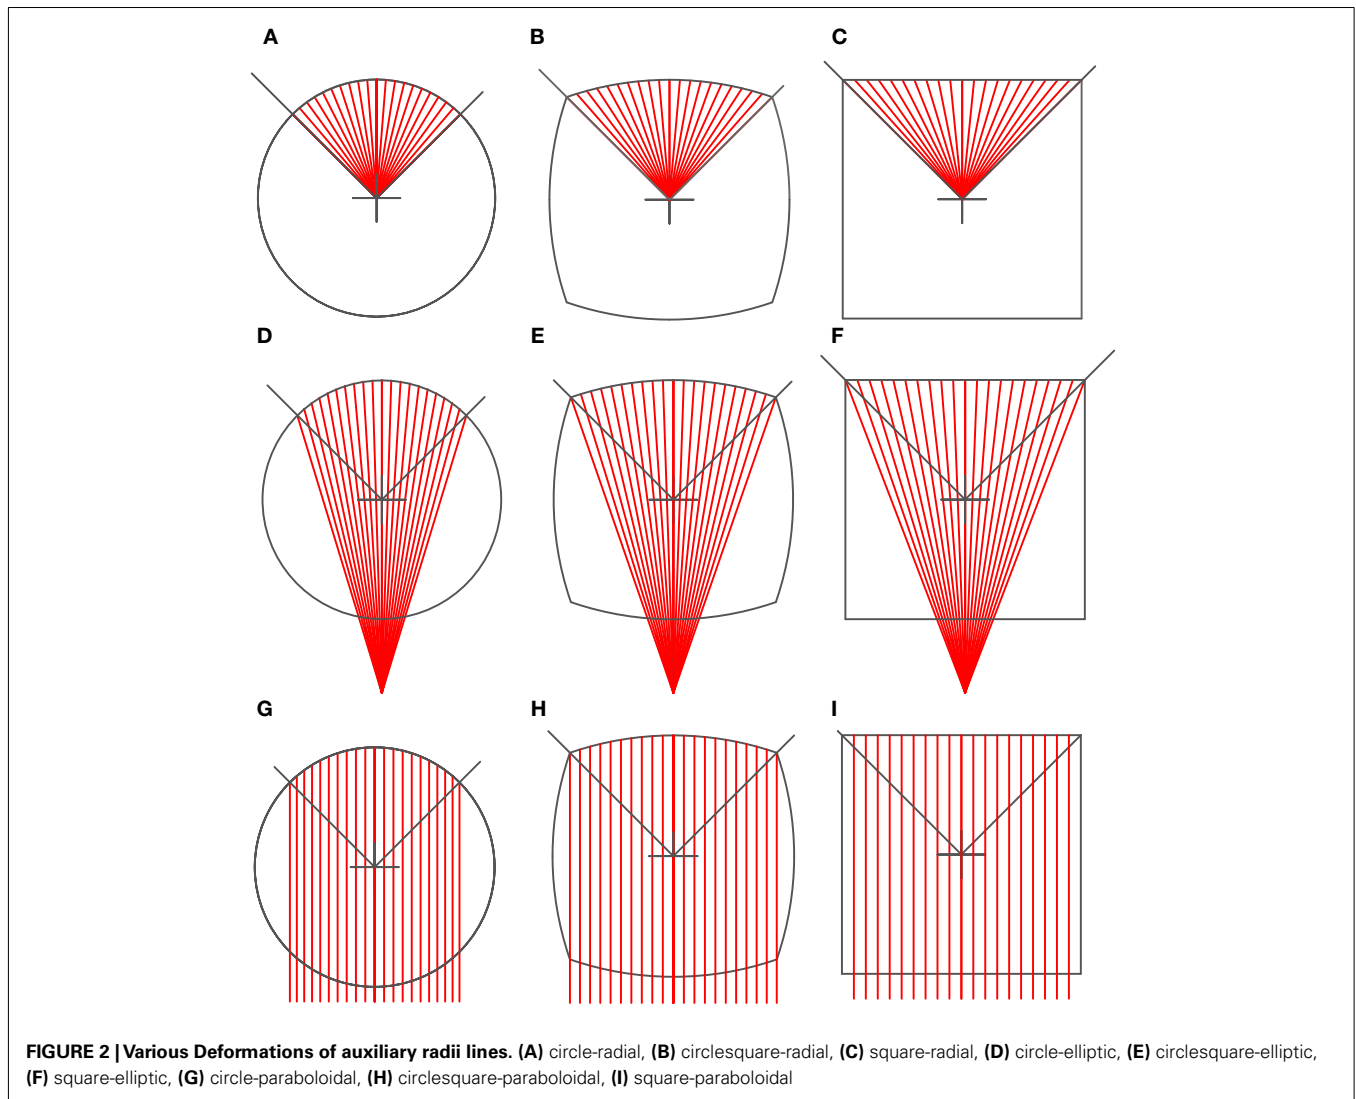 A B C
D E F
G H I
FIGURE 2 | Various Deformations of auxiliary radii lines. (A) circle-radial, (B) circlesquare-radial, (C) square-radial, (D) circle-elliptic, (E) circlesquare-elliptic,
(F) square-elliptic, (G) circle-paraboloidal, (H) circlesquare-paraboloidal, (I) square-paraboloidal